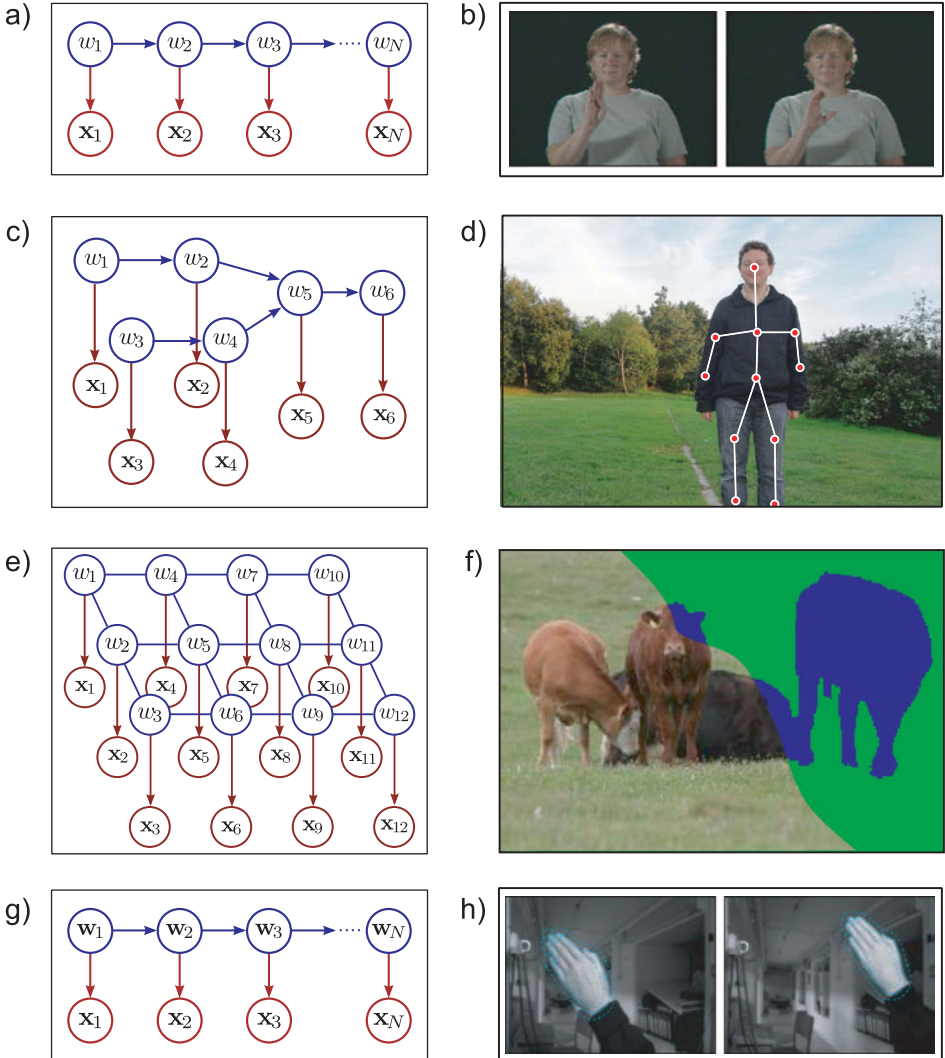 a)
w1 w2 w3 ····· wN
x1 x2 x3 xN
b)
c)
w1 w2
w5 w6
w3 w4
x1 x2
x5 x6
x3 x4
d)
e)
w1 w4 w7 w10
w2 w5 w8 w11
x1 x4 x7 x10
w3 w6 w9 w12
x2 x5 x8 x11
x3 x6 x9 x12
f)
g)
w1 w2 w3 ····· wN
x1 x2 x3 xN
h)